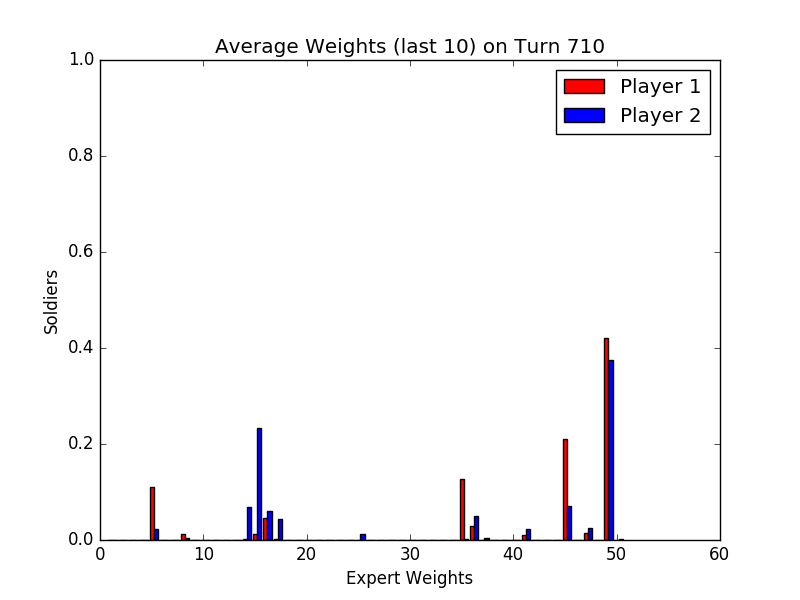 Average Weights (last 10) on Turn 710
1.0
Player 1
Player 2
0.8
0.6
Soldiers
0.4
0.2
0.0
0 10 20 30 40 50 60
Expert Weights